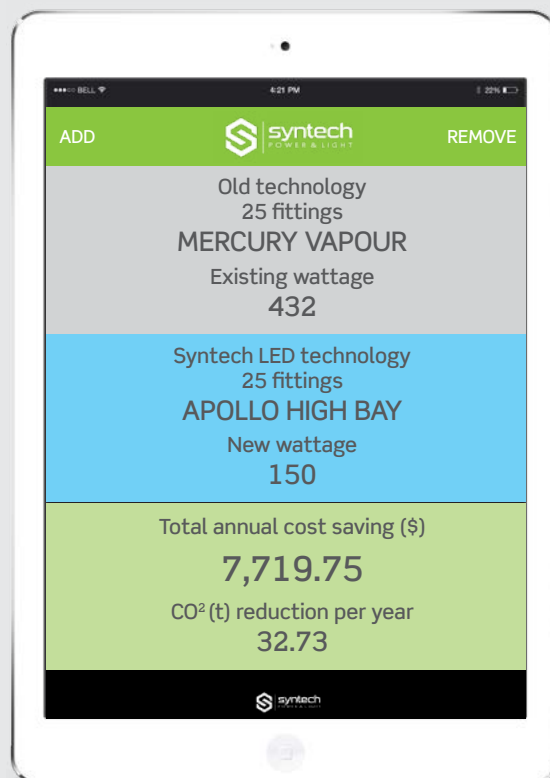 BELL
4:21 PM
22%
ADD
syntech
POWER & LIGHT
REMOVE
Old technology
25 fittings
MERCURY VAPOUR
Existing wattage
432
Syntech LED technology
25 fittings
APOLLO HIGH BAY
New wattage
150
Total annual cost saving ($)
7,719.75
CO² (t) reduction per year
32.73
syntech
POWER & LIGHT